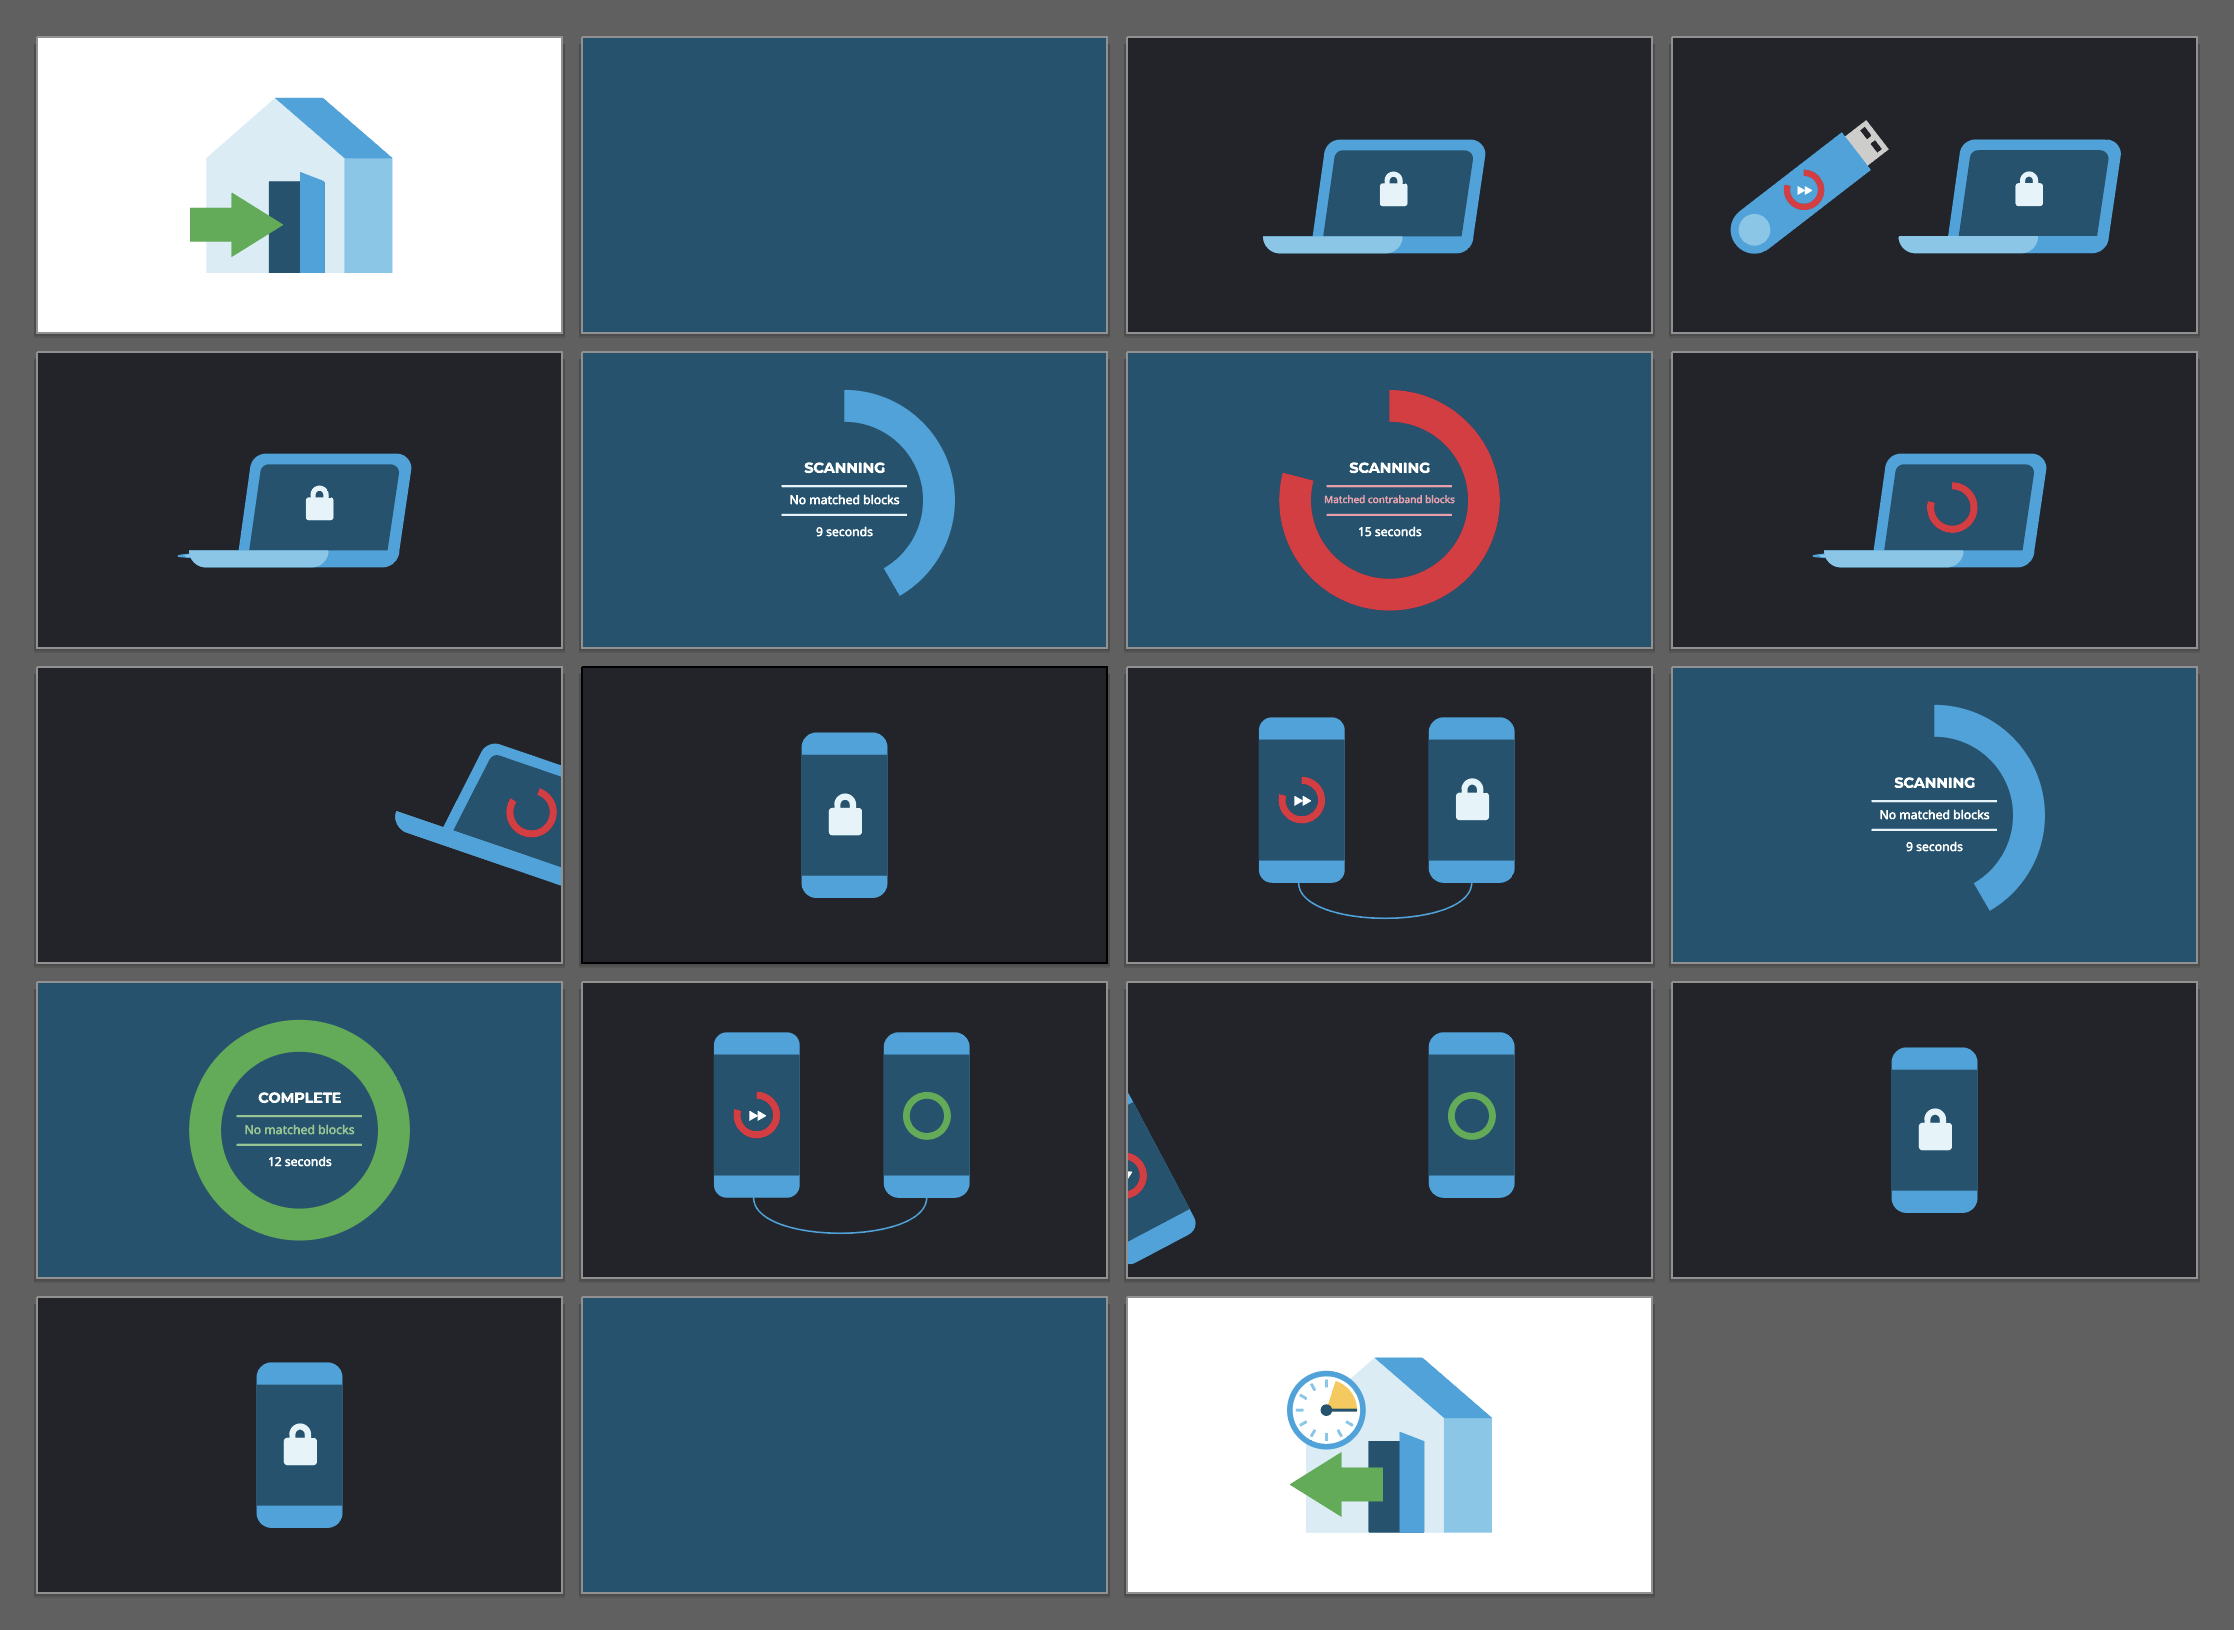 SCANNING
No matched blocks
9 seconds
SCANNING
Matched contraband blocks
15 seconds
SCANNING
No matched blocks
9 seconds
COMPLETE
No matched blocks
12 seconds